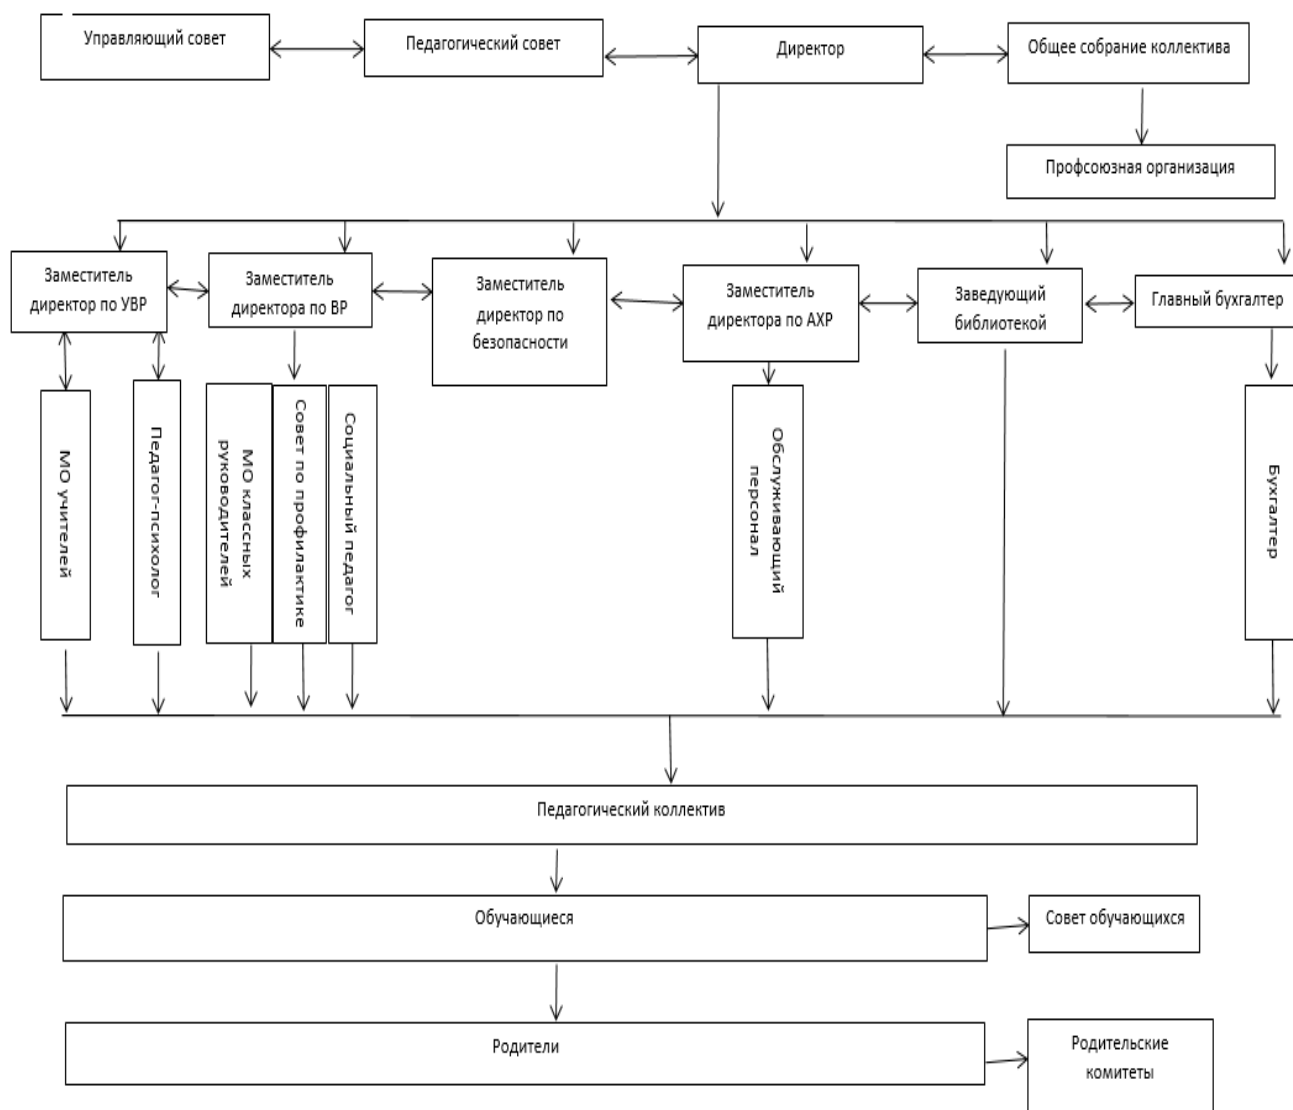 Управляющий совет
Педагогический совет
Директор
Общее собрание коллектива
Профсоюзная организация
Заместитель
директор по УВР
Заместитель
директора по ВР
Заместитель
директор по
безопасности
Заместитель
директора по АХР
Заведующий
библиотекой
Главный бухгалтер
МО учителей
Педагог-психолог
МО классных
руководителей
Совет по профилактике
Социальный педагог
Обслуживающий
персонал
Бухгалтер
Педагогический коллектив
Обучающиеся
Совет обучающихся
Родители
Родительские
комитеты